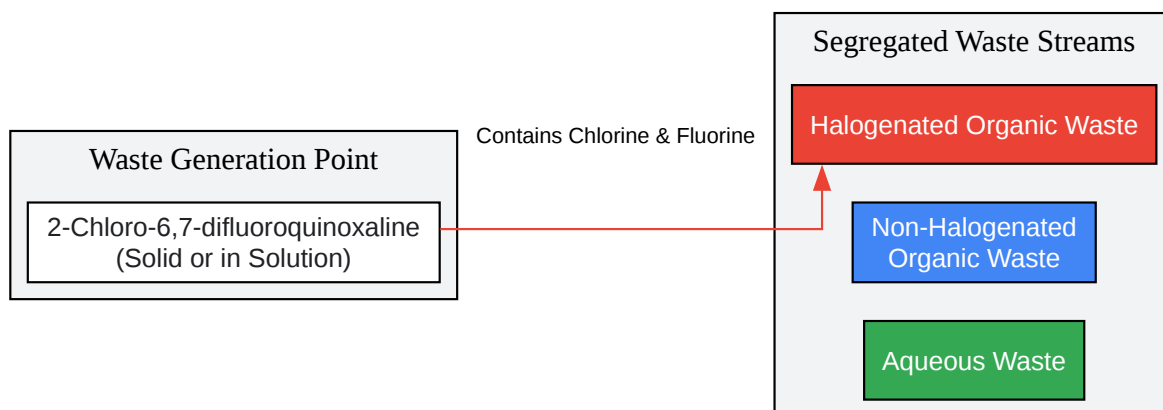 Waste Generation Point
2-Chloro-6,7-difluoroquinoxaline
(Solid or in Solution)
Contains Chlorine & Fluorine
Segregated Waste Streams
Halogenated Organic Waste
Non-Halogenated
Organic Waste
Aqueous Waste